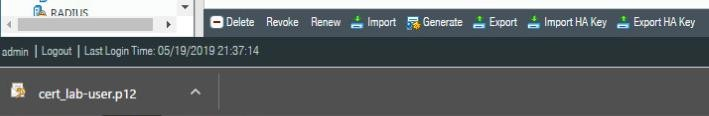 RADIUS
Delete Revoke Renew Import Generate Export Import HA Key Export HA Key
admin | Logout | Last Login Time: 05/19/2019 21:37:14
cert_lab-user.p12